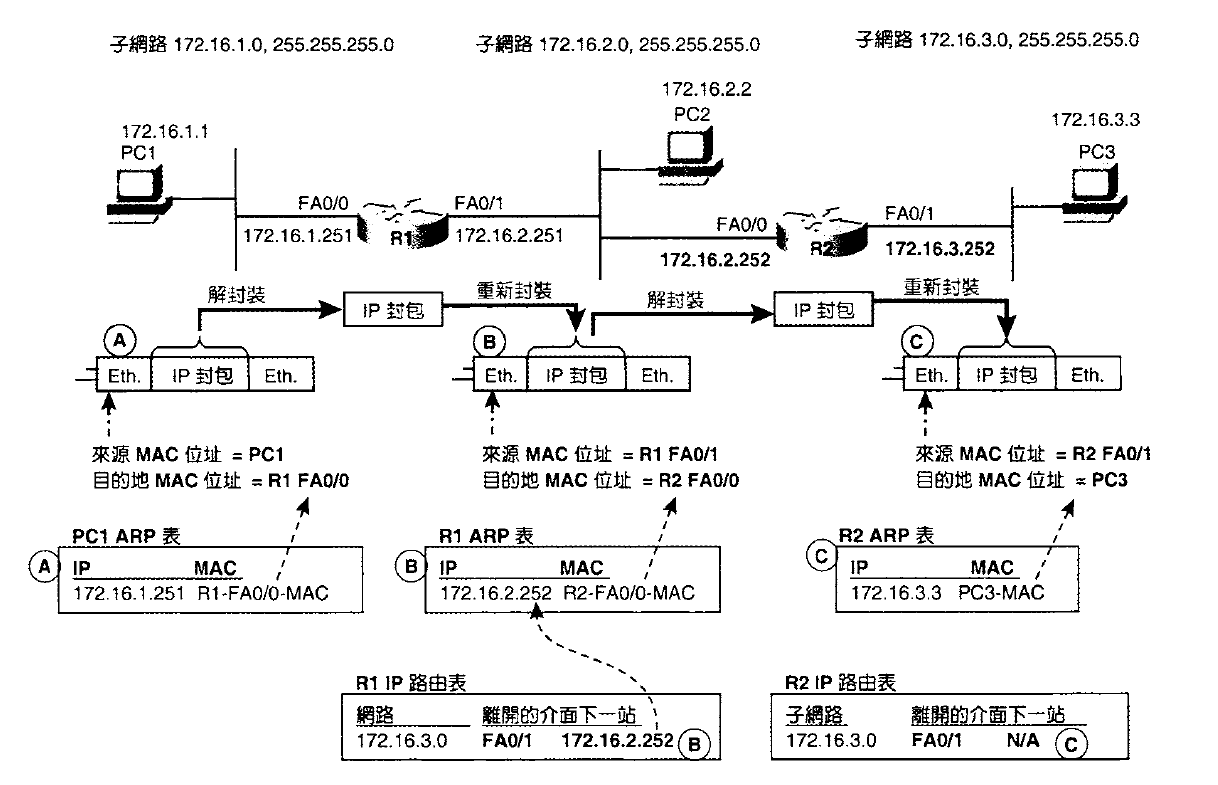 子網路 172.16.1.0, 255.255.255.0
子網路 172.16.2.0, 255.255.255.0
子網路 172.16.3.0, 255.255.255.0
172.16.1.1
PC1
172.16.2.2
PC2
172.16.3.3
PC3
FA0/0
172.16.1.251
R1
FA0/1
172.16.2.251
FA0/0
172.16.2.252
R2
FA0/1
172.16.3.252
解封裝
IP 封包
重新封裝
解封裝
IP 封包
重新封裝
A
Eth. IP 封包 Eth.
B
Eth. IP 封包 Eth.
C
Eth. IP 封包 Eth.
來源 MAC 位址 = PC1
目的地 MAC 位址 = R1 FA0/0
來源 MAC 位址 = R1 FA0/1
目的地 MAC 位址 = R2 FA0/0
來源 MAC 位址 = R2 FA0/1
目的地 MAC 位址 = PC3
PC1 ARP 表
A
IP MAC
172.16.1.251 R1-FA0/0-MAC
R1 ARP 表
B
IP MAC
172.16.2.252 R2-FA0/0-MAC
R2 ARP 表
C
IP MAC
172.16.3.3 PC3-MAC
R1 IP 路由表
網路 離開的介面下一站
172.16.3.0 FA0/1 172.16.2.252 B
R2 IP 路由表
子網路 離開的介面下一站
172.16.3.0 FA0/1 N/A C